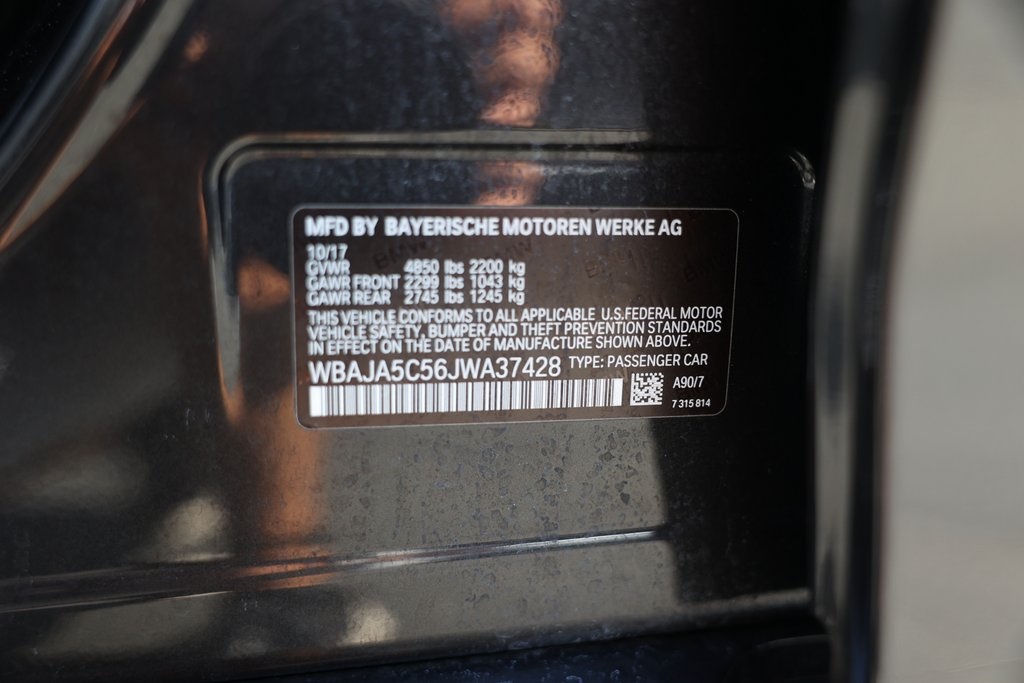 MFD BY BAYERISCHE MOTOREN WERKE AG
10/17
GVWR 4850 lbs 2200 kg
GAWR FRONT 2299 lbs 1043 kg
GAWR REAR 2745 lbs 1245 kg
THIS VEHICLE CONFORMS TO ALL APPLICABLE U.S.FEDERAL MOTOR
VEHICLE SAFETY, BUMPER AND THEFT PREVENTION STANDARDS
IN EFFECT ON THE DATE OF MANUFACTURE SHOWN ABOVE.
WBAJA5C56JWA37428 TYPE: PASSENGER CAR
A90/7
7 315 814